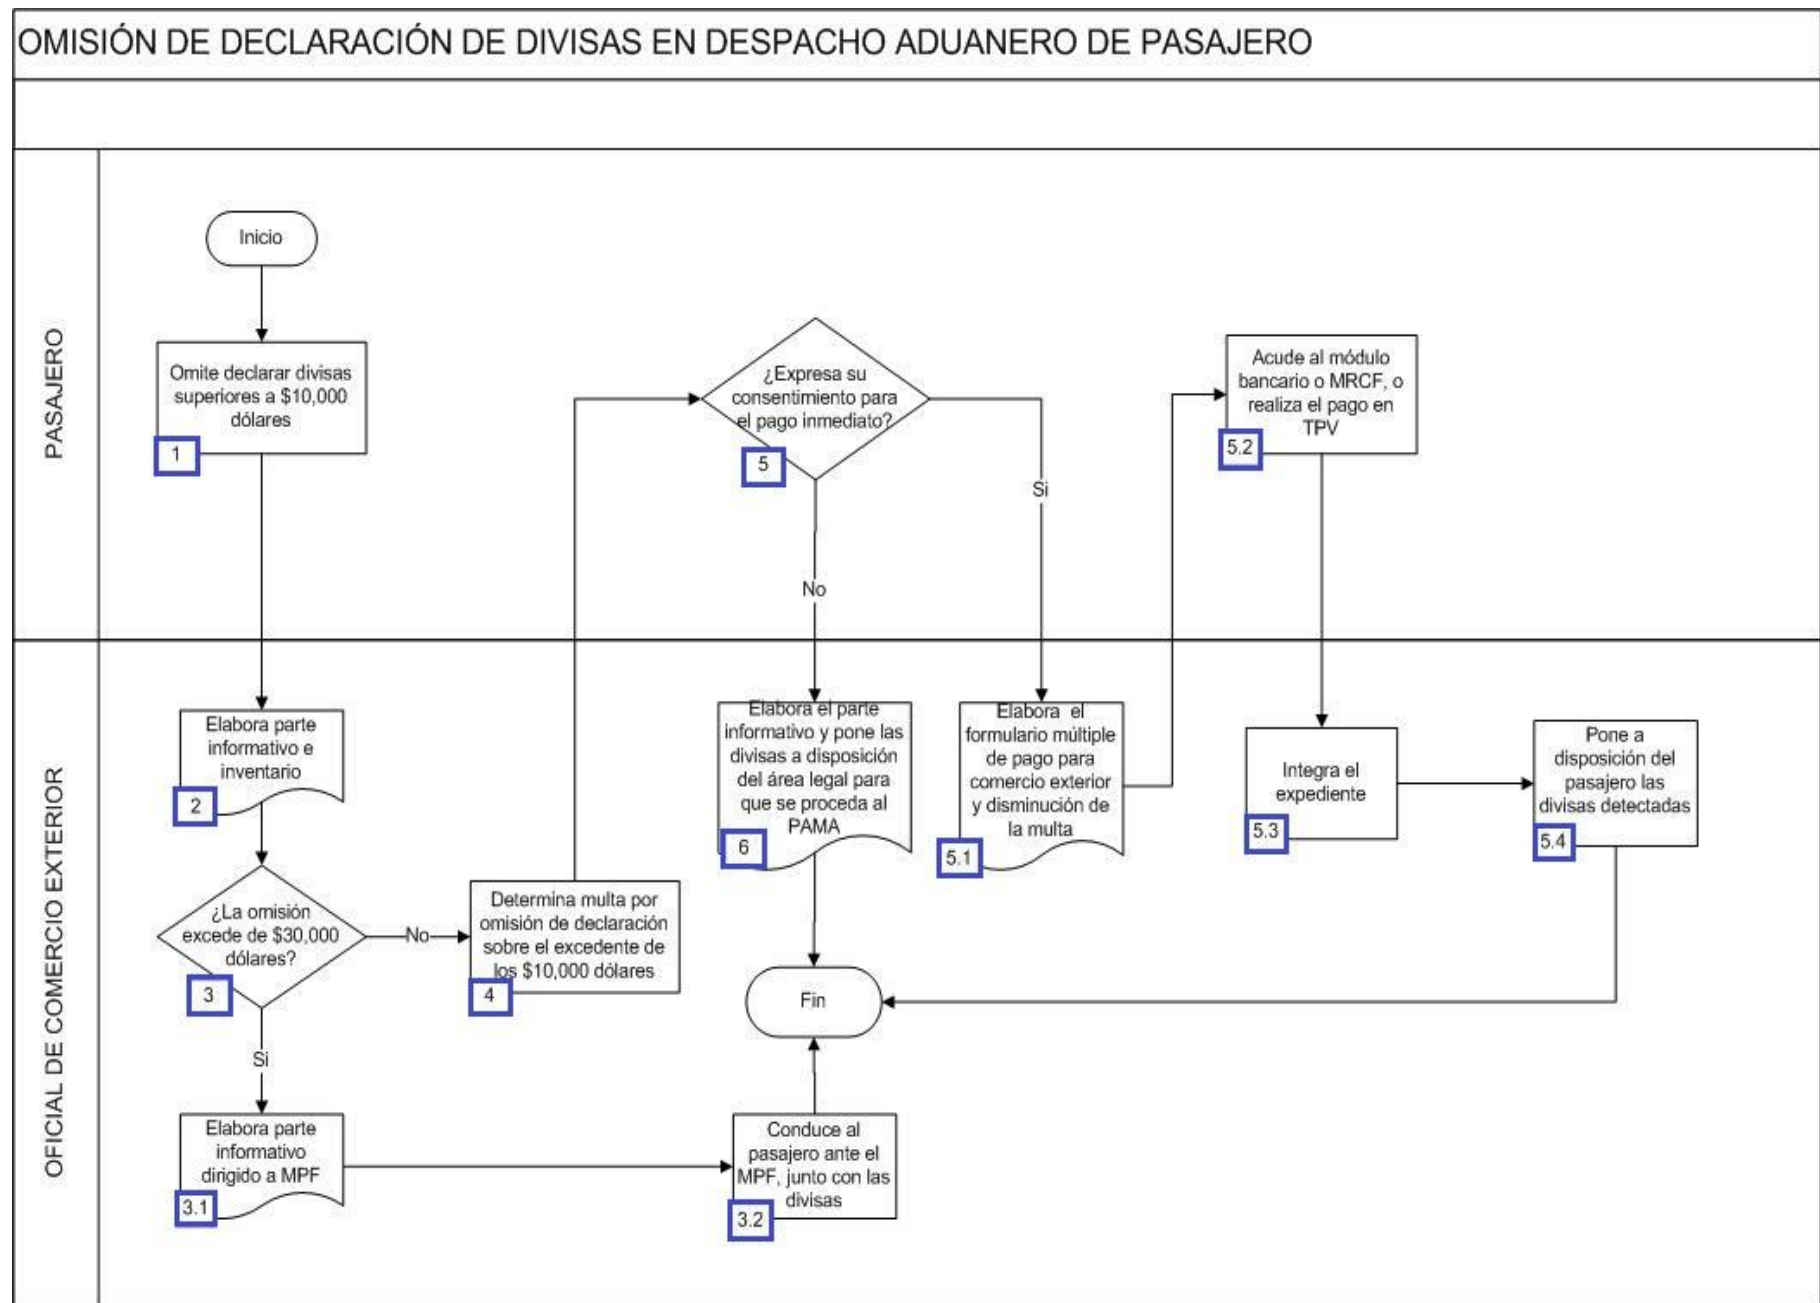 OMISIÓN DE DECLARACIÓN DE DIVISAS EN DESPACHO ADUANERO DE PASAJERO
PASAJERO
Inicio
Omite declarar divisas
superiores a $10,000
dólares
1
¿Expresa su
consentimiento para
el pago inmediato?
5
Si
No
Acude al módulo
bancario o MRCF, o
realiza el pago en
TPV
5.2
OFICIAL DE COMERCIO EXTERIOR
Elabora parte
informativo e
inventario
2
¿La omisión
excede de $30,000
dólares?
3
No
Si
Determina multa por
omisión de declaración
sobre el excedente de
los $10,000 dólares
4
Elabora el parte
informativo y pone las
divisas a disposición
del área legal para
que se proceda al
PAMA
6
Elabora el
formulario múltiple
de pago para
comercio exterior
y disminución de
la multa
5.1
Integra el
expediente
5.3
Pone a
disposición del
pasajero las
divisas detectadas
5.4
Fin
Elabora parte
informativo
dirigido a MPF
3.1
Conduce al
pasajero ante el
MPF, junto con las
divisas
3.2